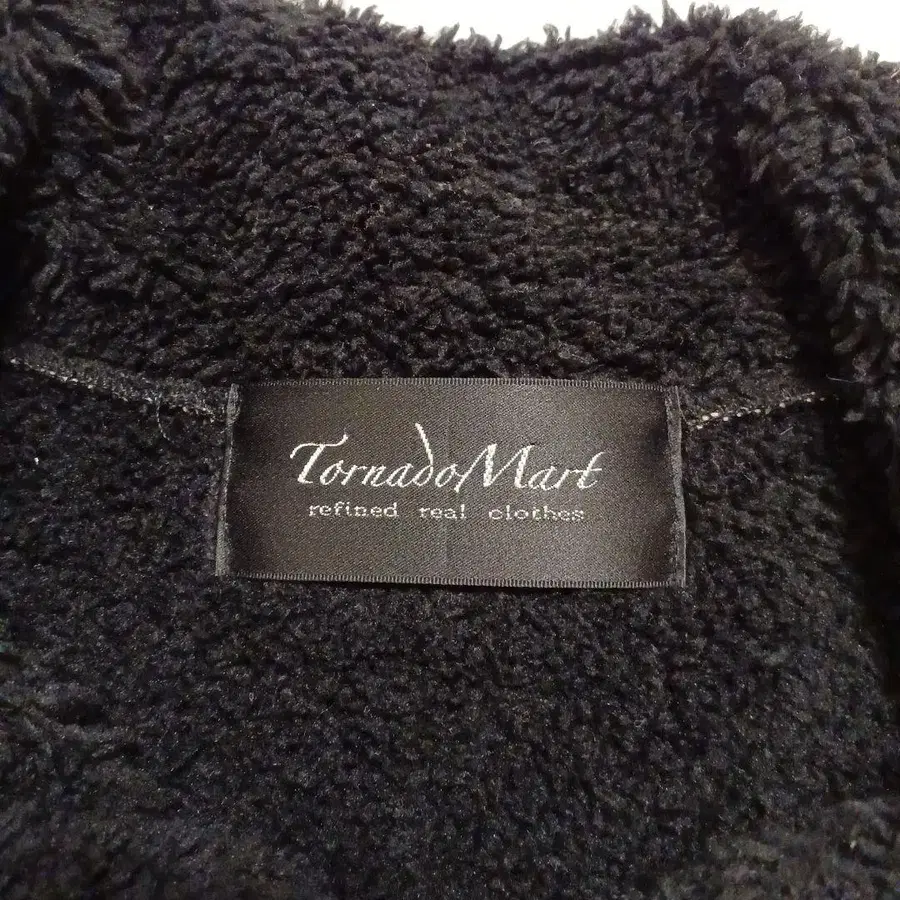 TornadoMart
refined real clothes